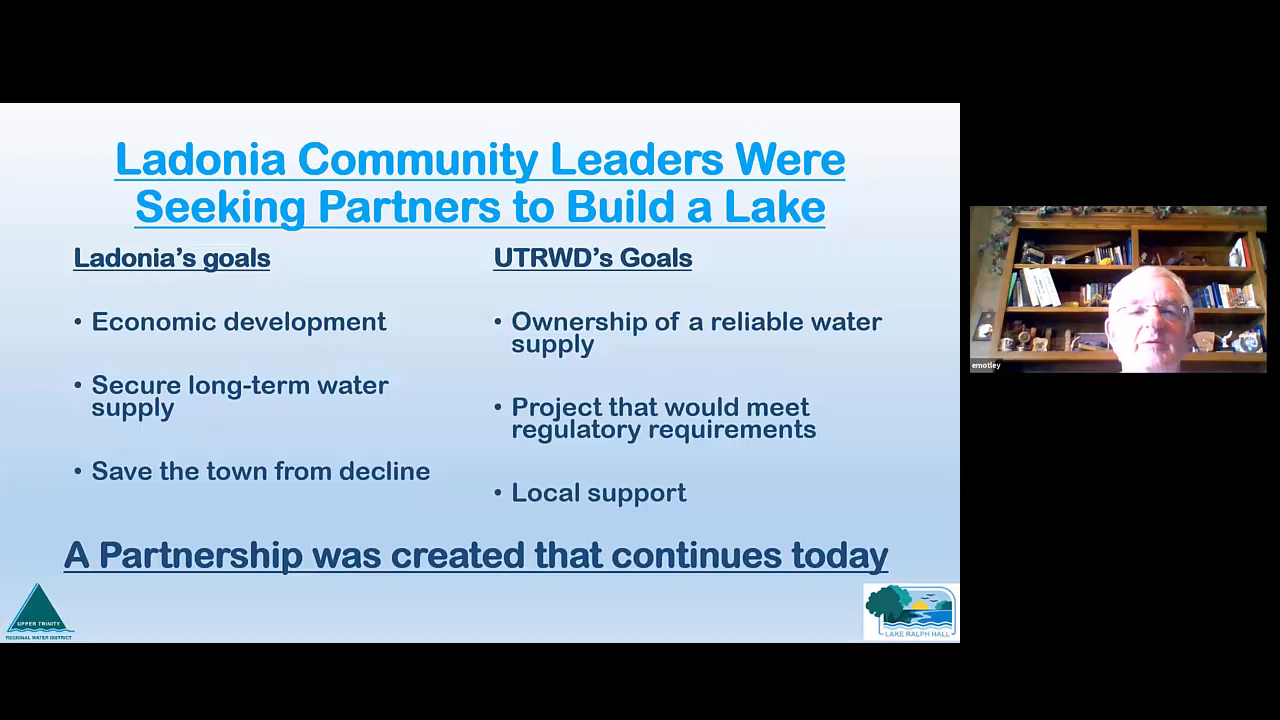 Ladonia Community Leaders Were
Seeking Partners to Build a Lake
Ladonia's goals
• Economic development
• Secure long-term water
supply
• Save the town from decline
UTRWD's Goals
• Ownership of a reliable water
supply
• Project that would meet
regulatory requirements
• Local support
A Partnership was created that continues today
UPPER TRINITY
REGIONAL WATER DISTRICT
LAKE RALPH HALL
emotley